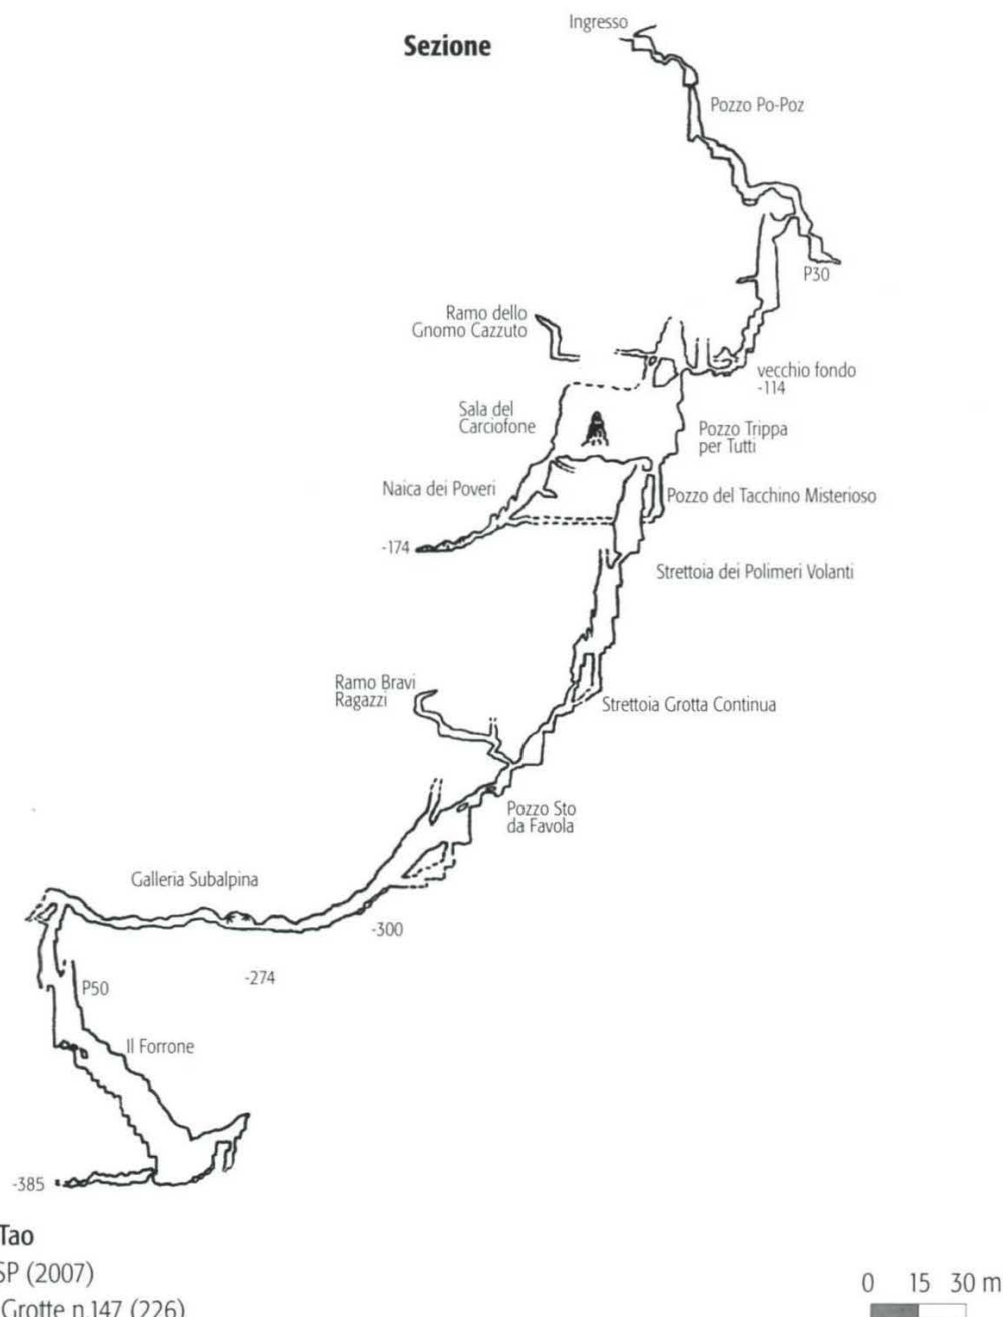 Ingresso
Sezione
Pozzo Po-Poz
P30
Ramo dello
Gnomo Cazzuto
vecchio fondo
-114
Sala del
Carciofone
Pozzo Trippa
per Tutti
Naica dei Poveri
Pozzo del Tacchino Misterioso
-174
Strettoia dei Polimeri Volanti
Ramo Bravi
Ragazzi
Strettoia Grotta Continua
Pozzo Sto
da Favola
Galleria Subalpina
-300
-274
P50
Il Forrone
-385
Tao
SP (2007)
Grotte n.147 (226)
0 15 30 m